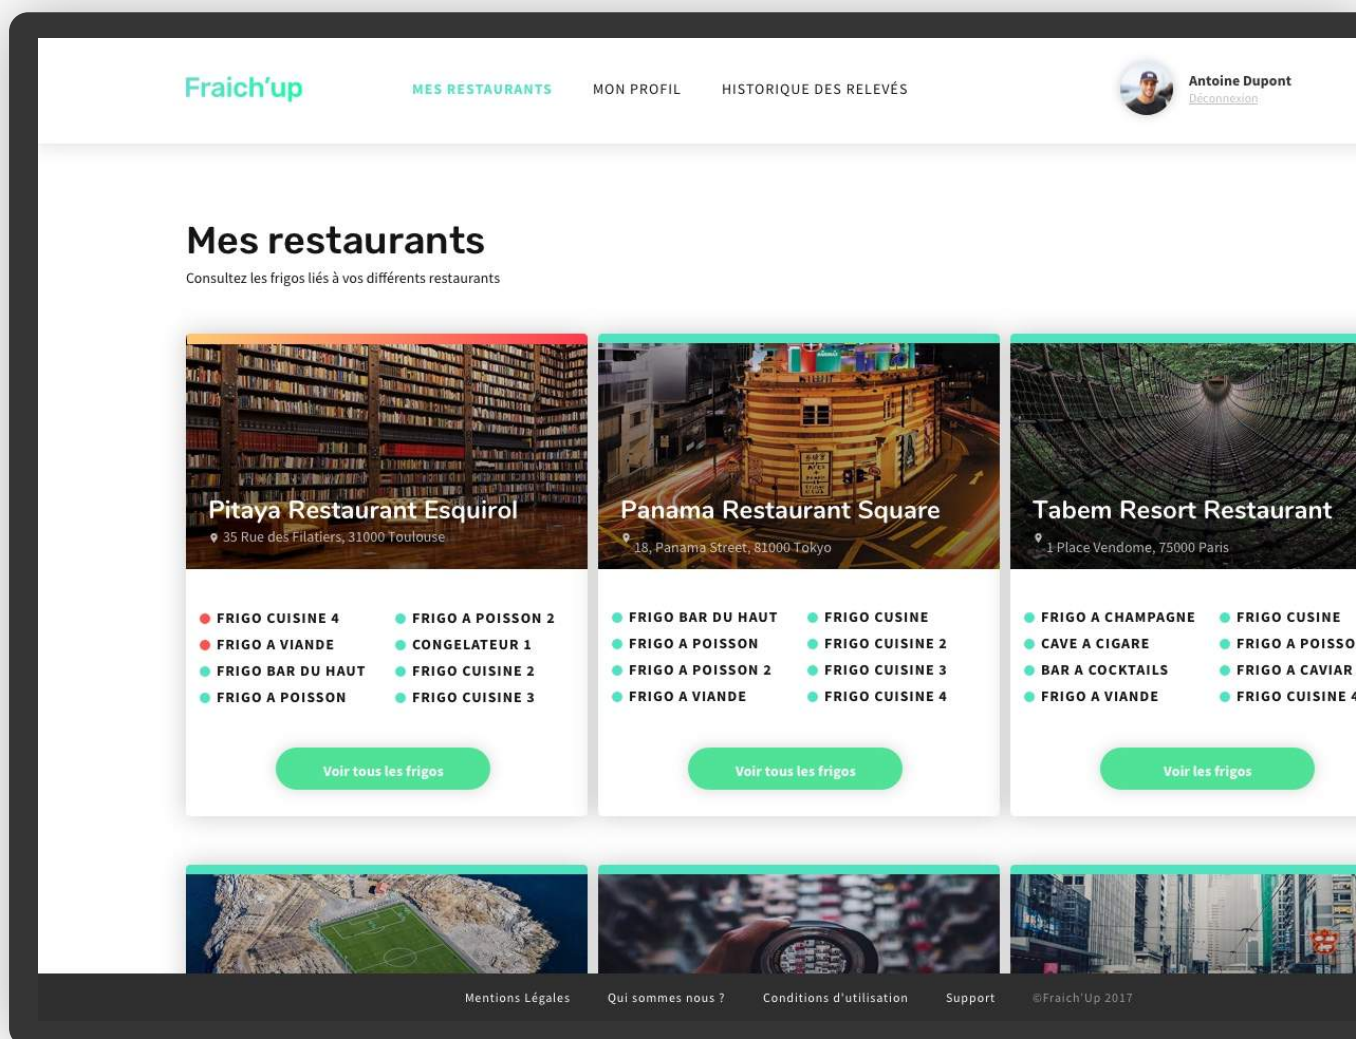 Fraich'up
MES RESTAURANTS
MON PROFIL
HISTORIQUE DES RELEVÉS
Antoine Dupont
Déconnexion
Mes restaurants
Consultez les frigos liés à vos différents restaurants
Pitaya Restaurant Esquirol
35 Rue des Filatiers, 31000 Toulouse
FRIGO CUISINE 4
FRIGO A VIANDE
FRIGO BAR DU HAUT
FRIGO A POISSON
FRIGO A POISSON 2
CONGELATEUR 1
FRIGO CUISINE 2
FRIGO CUISINE 3
Voir tous les frigos
Panama Restaurant Square
18, Panama Street, 81000 Tokyo
FRIGO BAR DU HAUT
FRIGO A POISSON
FRIGO A POISSON 2
FRIGO A VIANDE
FRIGO CUSINE
FRIGO CUISINE 2
FRIGO CUISINE 3
FRIGO CUISINE 4
Voir tous les frigos
Tabem Resort Restaurant
1 Place Vendome, 75000 Paris
FRIGO A CHAMPAGNE
CAVE A CIGARE
BAR A COCKTAILS
FRIGO A VIANDE
FRIGO CUSINE
FRIGO A POISSO
FRIGO A CAVIAR
FRIGO CUISINE 4
Voir les frigos
Mentions Légales
Qui sommes nous ?
Conditions d'utilisation
Support
©Fraich'Up 2017